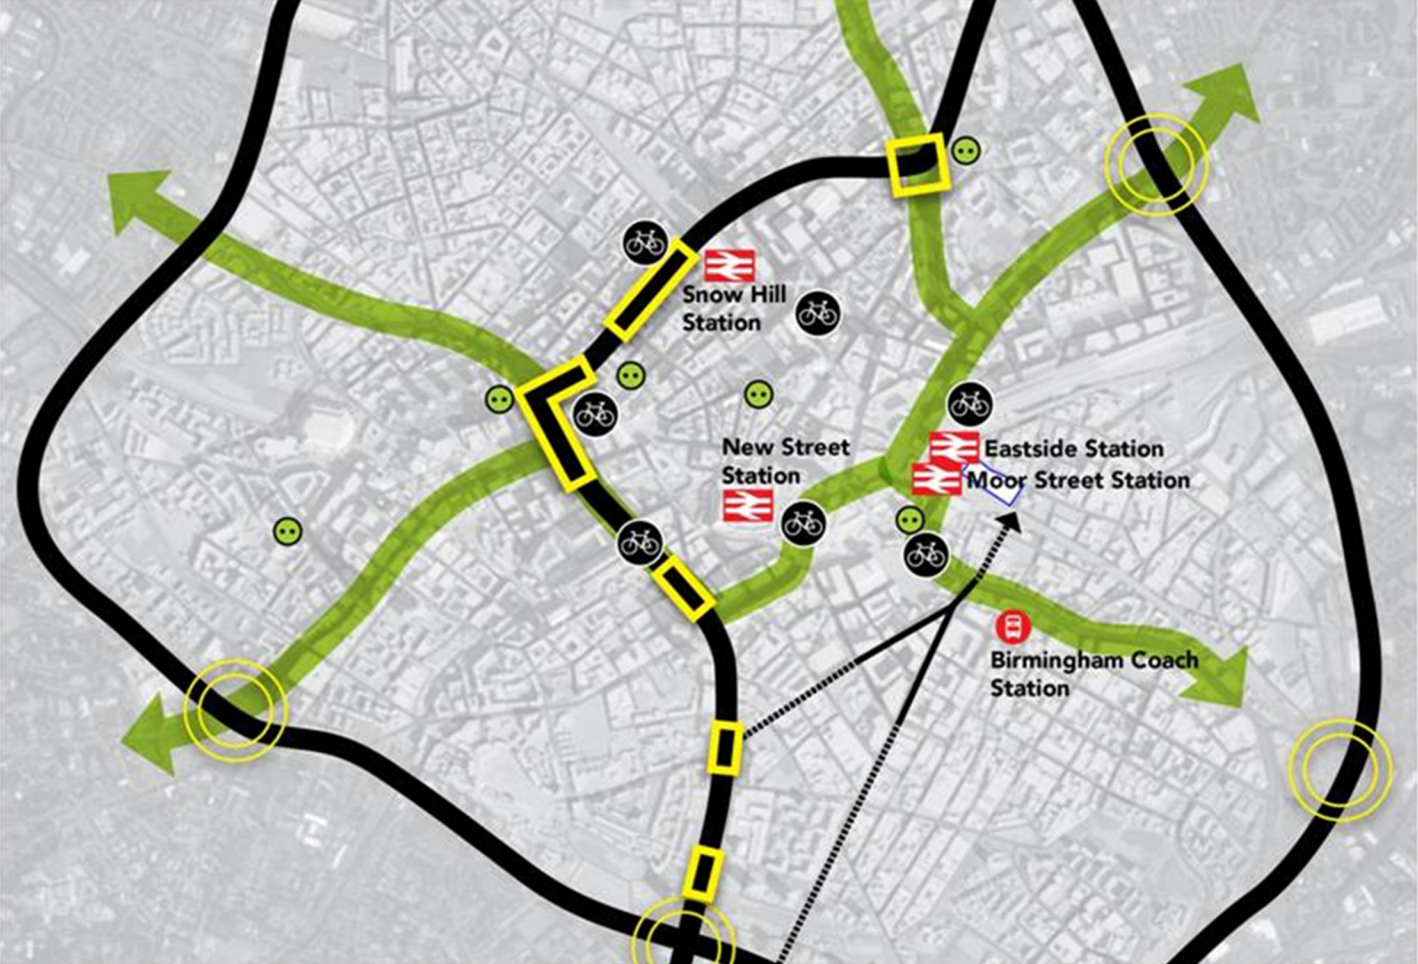 Snow Hill
Station
New Street
Station
Eastside Station
Moor Street Station
Birmingham Coach
Station